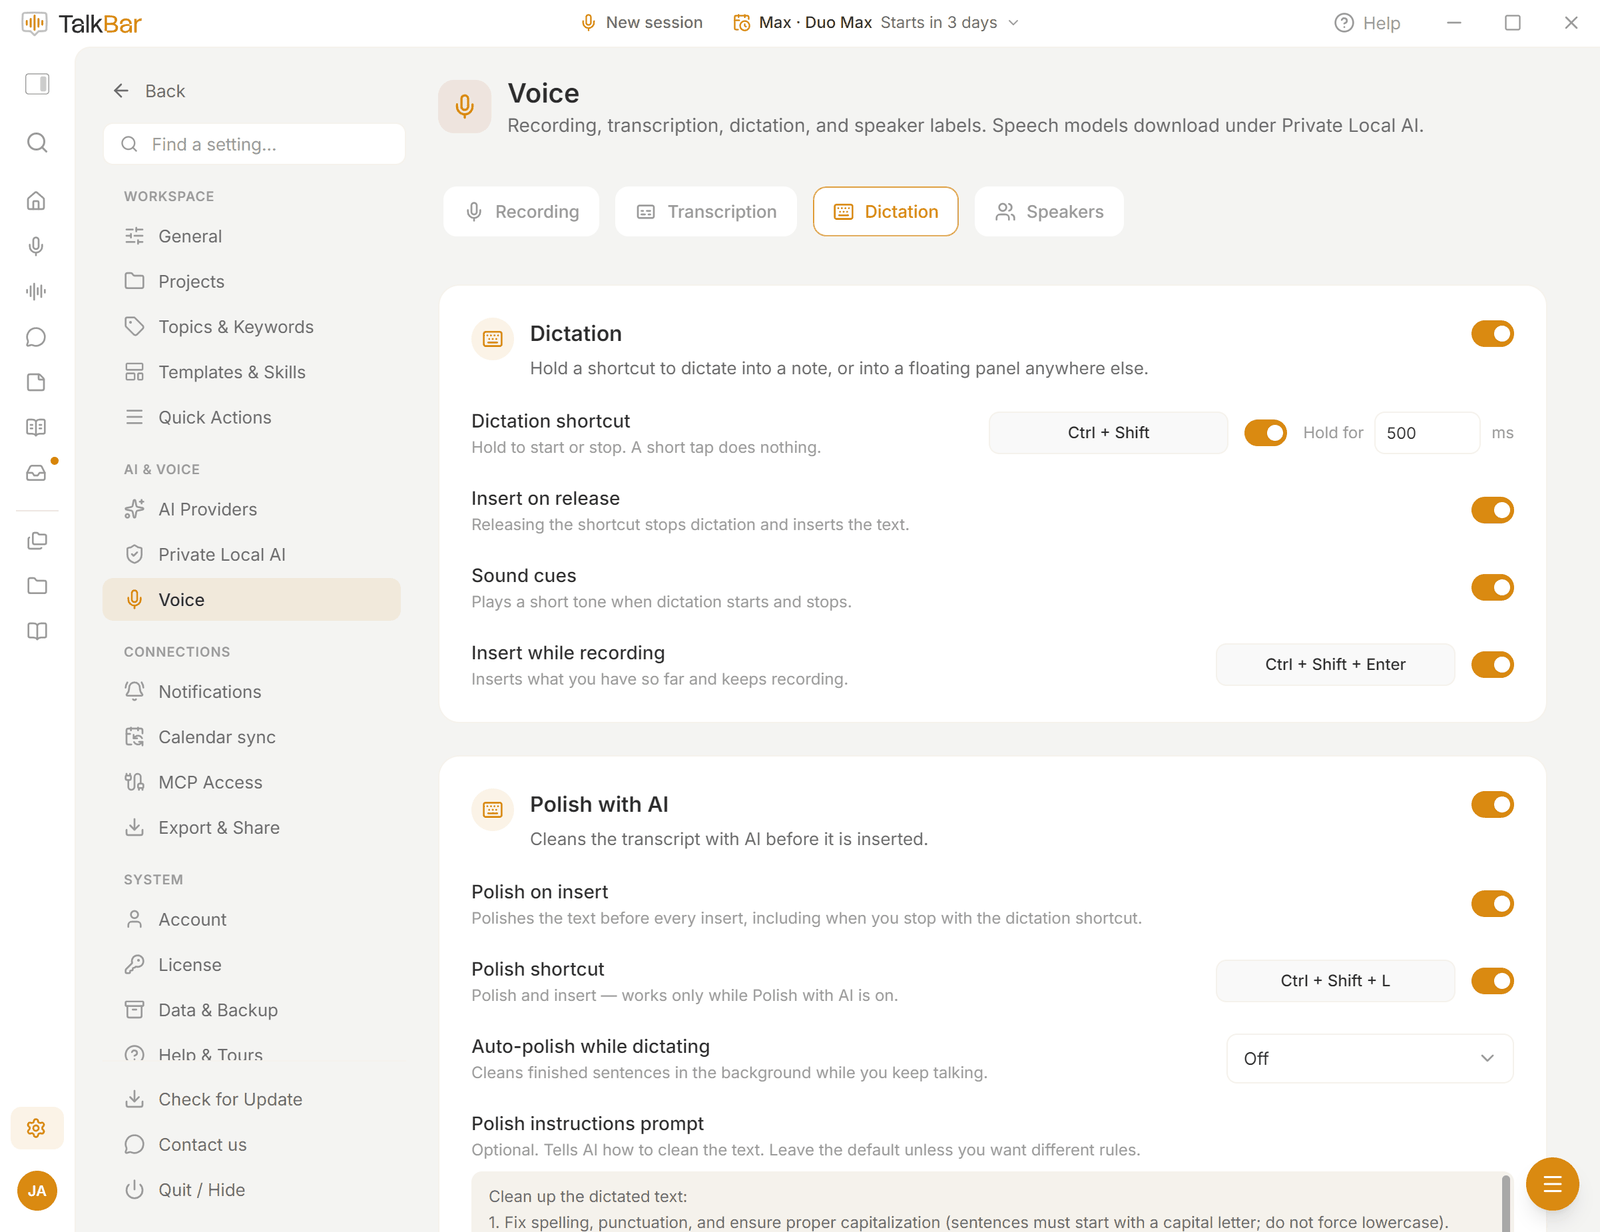 TalkBar
New session
Max · Duo Max Starts in 3 days
Help
Back
Find a setting...
WORKSPACE
General
Projects
Topics & Keywords
Templates & Skills
Quick Actions
AI & VOICE
AI Providers
Private Local AI
Voice
CONNECTIONS
Notifications
Calendar sync
MCP Access
Export & Share
SYSTEM
Account
License
Data & Backup
Help & Tours
Check for Update
Contact us
Quit / Hide
JA
Voice
Recording, transcription, dictation, and speaker labels. Speech models download under Private Local AI.
Recording
Transcription
Dictation
Speakers
Dictation
Hold a shortcut to dictate into a note, or into a floating panel anywhere else.
Dictation shortcut
Hold to start or stop. A short tap does nothing.
Ctrl + Shift
Hold for 500 ms
Insert on release
Releasing the shortcut stops dictation and inserts the text.
Sound cues
Plays a short tone when dictation starts and stops.
Insert while recording
Inserts what you have so far and keeps recording.
Ctrl + Shift + Enter
Polish with AI
Cleans the transcript with AI before it is inserted.
Polish on insert
Polishes the text before every insert, including when you stop with the dictation shortcut.
Polish shortcut
Polish and insert — works only while Polish with AI is on.
Ctrl + Shift + L
Auto-polish while dictating
Cleans finished sentences in the background while you keep talking.
Off
Polish instructions prompt
Optional. Tells AI how to clean the text. Leave the default unless you want different rules.
Clean up the dictated text:
1. Fix spelling, punctuation, and ensure proper capitalization (sentences must start with a capital letter; do not force lowercase).